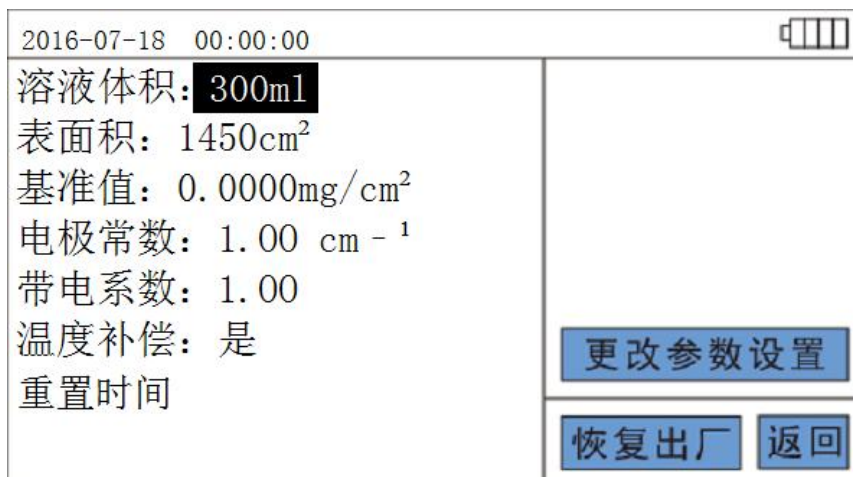 2016-07-18 00:00:00
溶液体积：300ml
表面积：1450cm²
基准值：0.0000mg/cm²
电极常数：1.00 cm﹣¹
带电系数：1.00
温度补偿：是
重置时间
更改参数设置
恢复出厂
返回